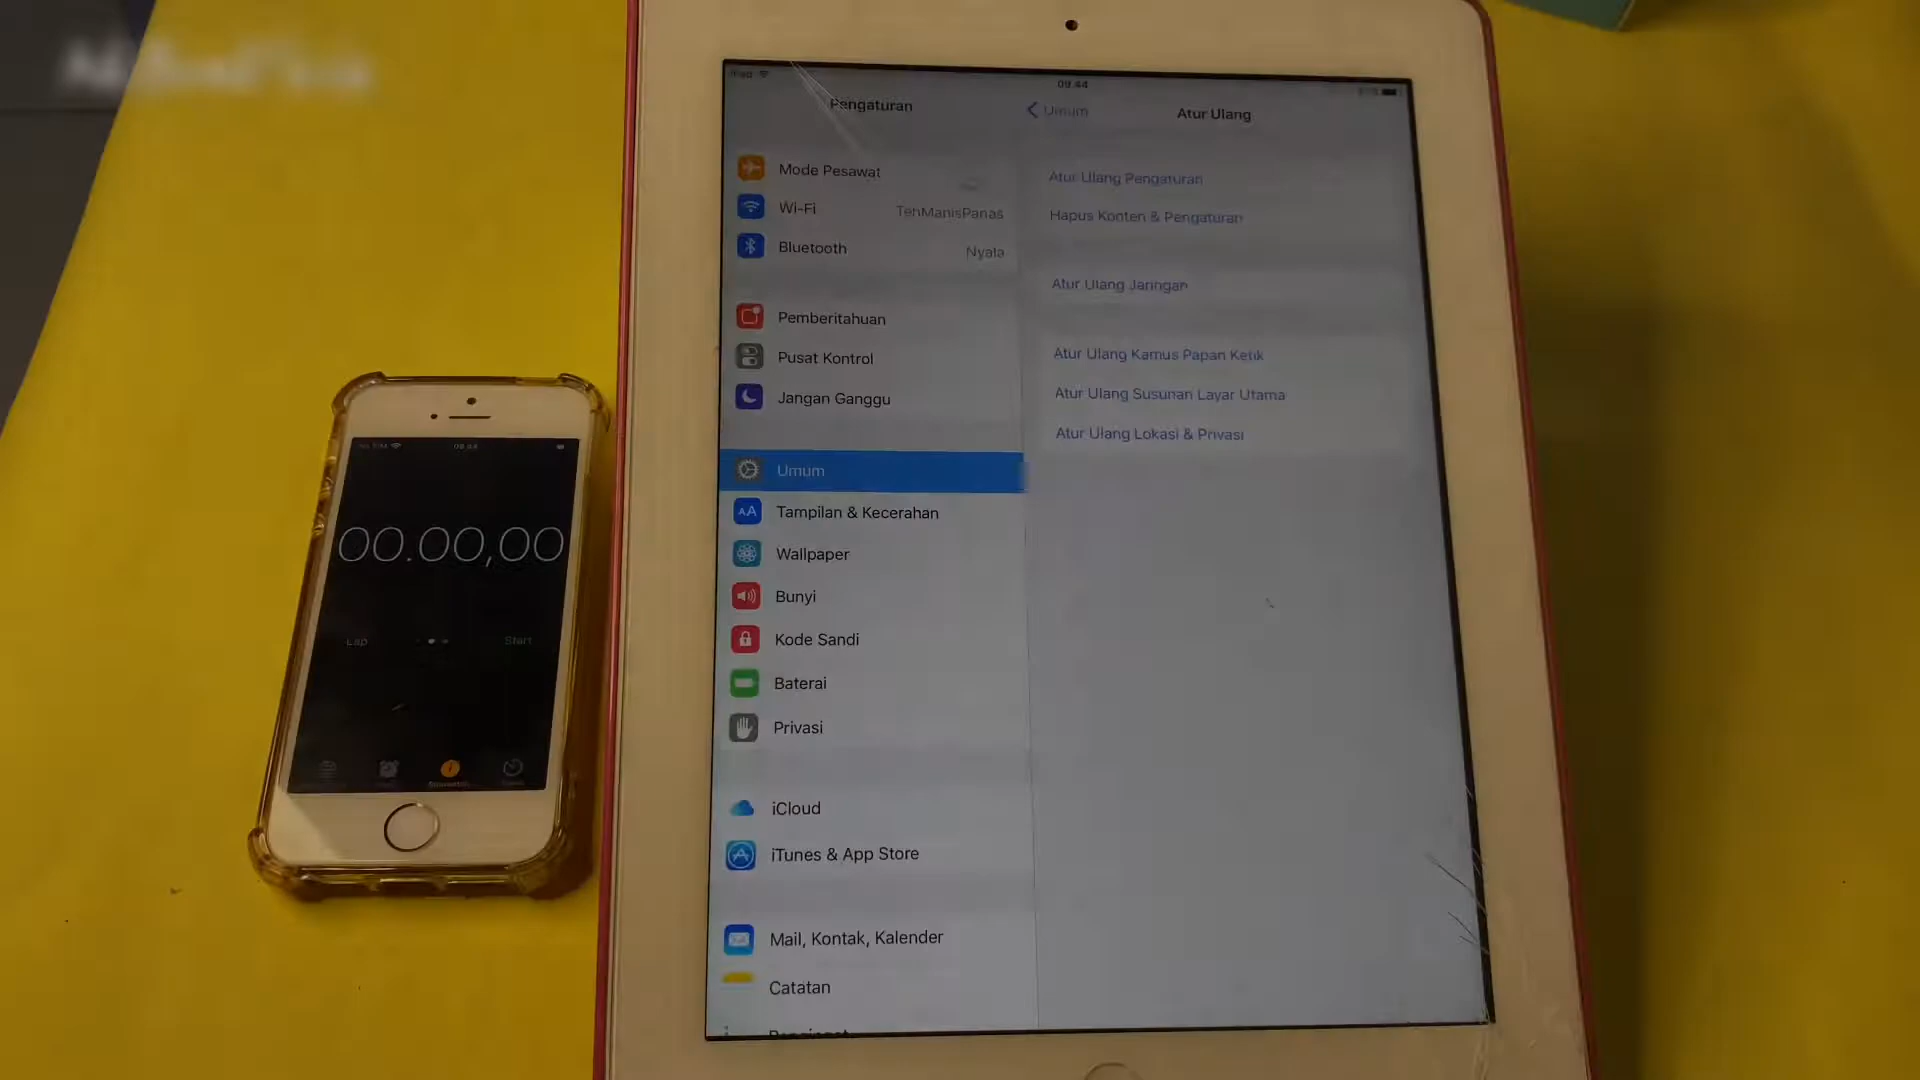 iPad
09.44
Pengaturan
Mode Pesawat
Wi-Fi
TehManisPanas
Bluetooth
Nyala
Pemberitahuan
Pusat Kontrol
Jangan Ganggu
Umum
Tampilan & Kecerahan
Wallpaper
Bunyi
Kode Sandi
Baterai
Privasi
iCloud
iTunes & App Store
Mail, Kontak, Kalender
Catatan
Umum
Atur Ulang
Atur Ulang Pengaturan
Hapus Konten & Pengaturan
Atur Ulang Jaringan
Atur Ulang Kamus Papan Ketik
Atur Ulang Susunan Layar Utama
Atur Ulang Lokasi & Privasi
09.44
00.00,00
Lap
Start